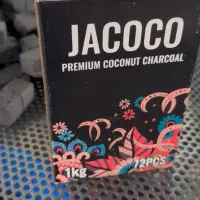 JACOCO
PREMIUM COCONUT CHARCOAL
1kg
72PCS